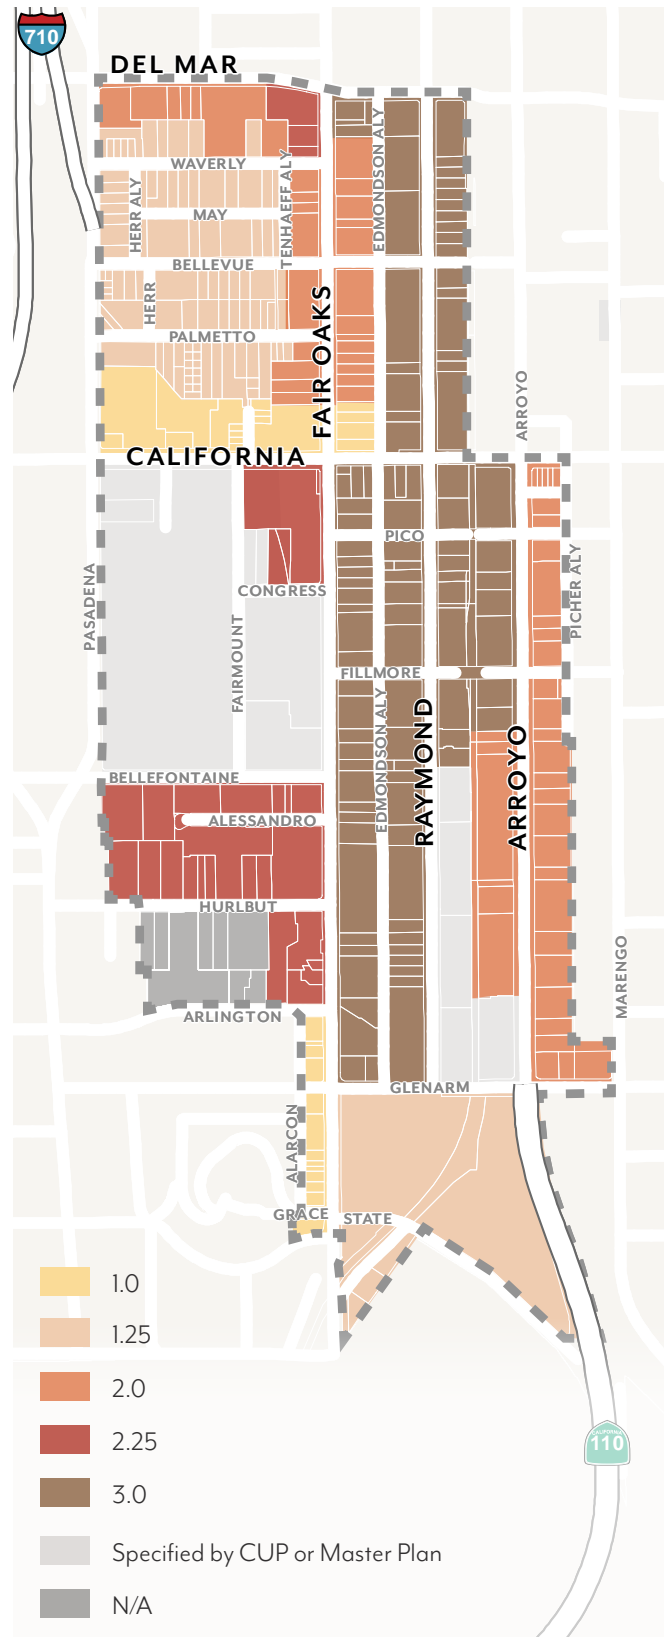 710
DEL MAR
WAVERLY
HERR ALY
MAY
TENHAEFF ALY
EDMONDSON ALY
BELLEVUE
HERR
PALMETTO
FAIR OAKS
ARROYO
CALIFORNIA
PICO
PASADENA
CONGRESS
PICHER ALY
FAIRMOUNT
FILLMORE
EDMONDSON ALY
RAYMOND
ARROYO
BELLEFONTAINE
ALESSANDRO
HURLBUT
MARENGO
ARLINGTON
GLENARM
ALARCON
GRACE
STATE
1.0
1.25
2.0
2.25
CALIFORNIA
110
3.0
Specified by CUP or Master Plan
N/A